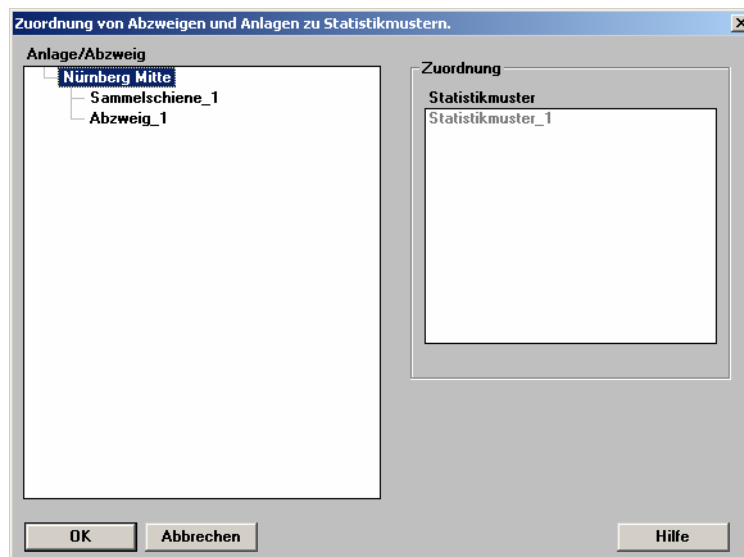 Zuordnung von Abzweigen und Anlagen zu Statistikmustern.
Anlage/Abzweig
Nürnberg Mitte
Sammelschiene_1
Abzweig_1
Zuordnung
Statistikmuster
Statistikmuster_1
OK
Abbrechen
Hilfe